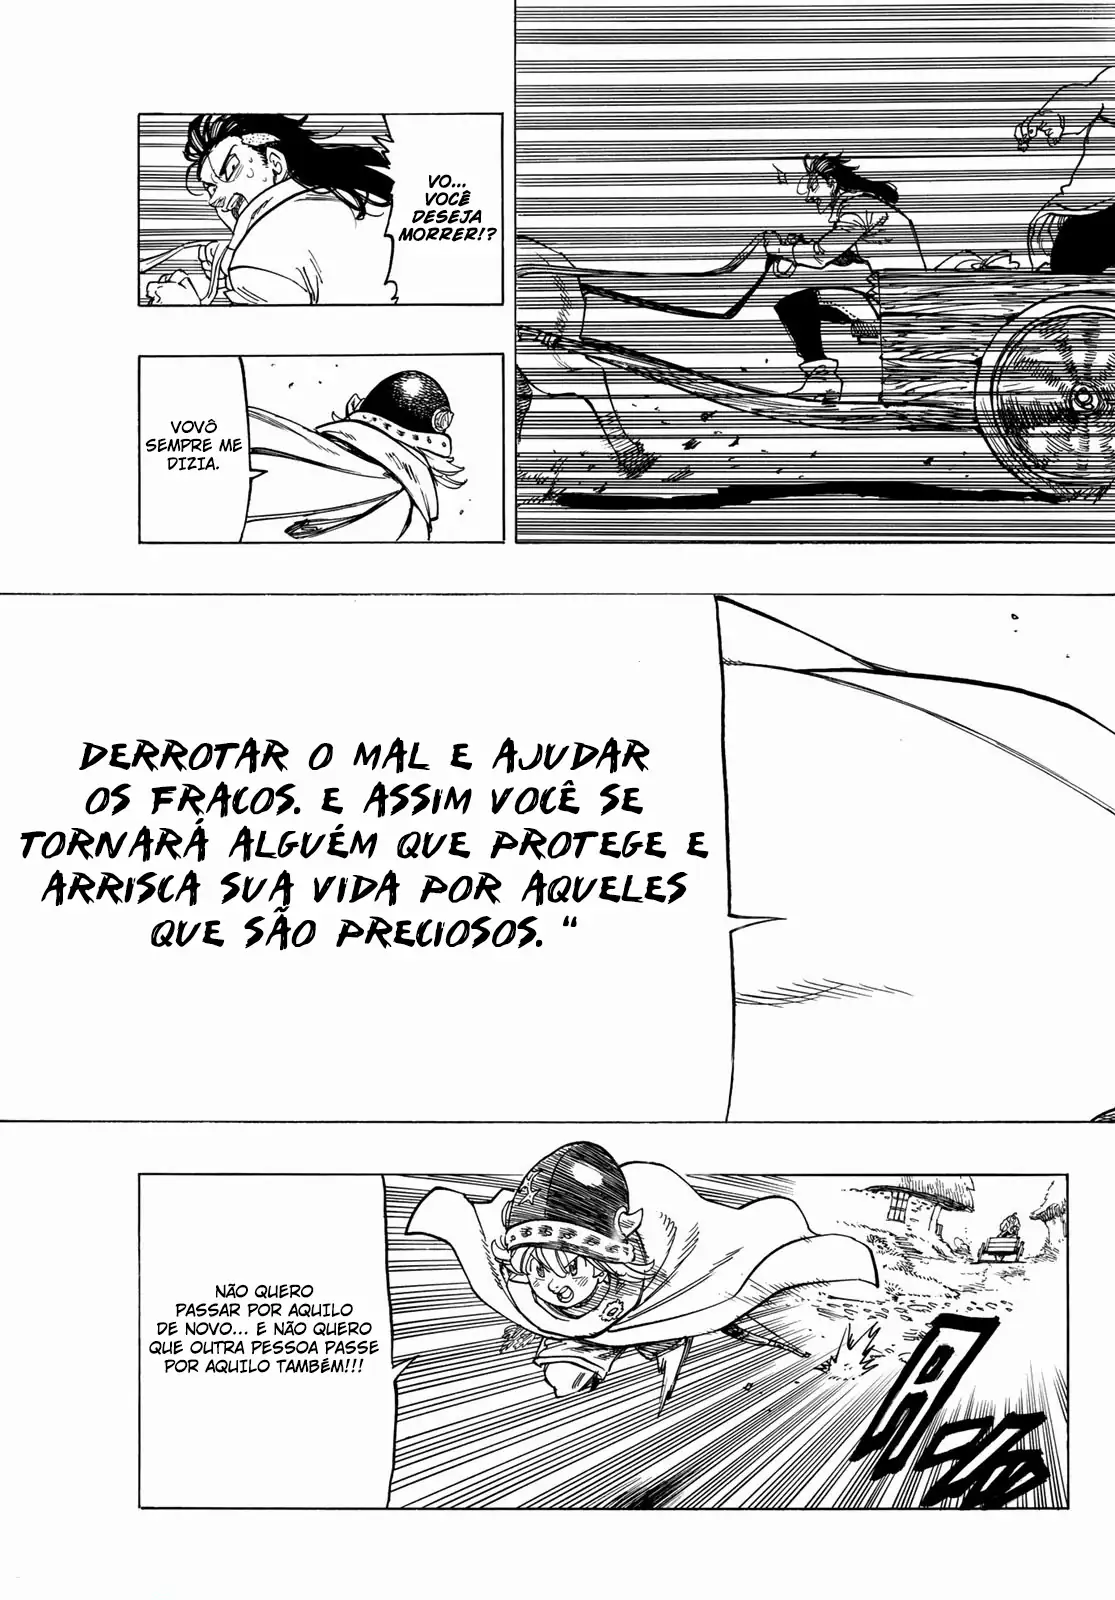 VO...
VOCÊ
DESEJA
MORRER!?
VOVÔ
SEMPRE ME
DIZIA.
DERROTAR O MAL E AJUDAR
OS FRACOS. E ASSIM VOCÊ SE
TORNARÁ ALGUÉM QUE PROTEGE E
ARRISCA SUA VIDA POR AQUELES
QUE SÃO PRECIOSOS. “
NÃO QUERO
PASSAR POR AQUILO
DE NOVO... E NÃO QUERO
QUE OUTRA PESSOA PASSE
POR AQUILO TAMBÉM!!!